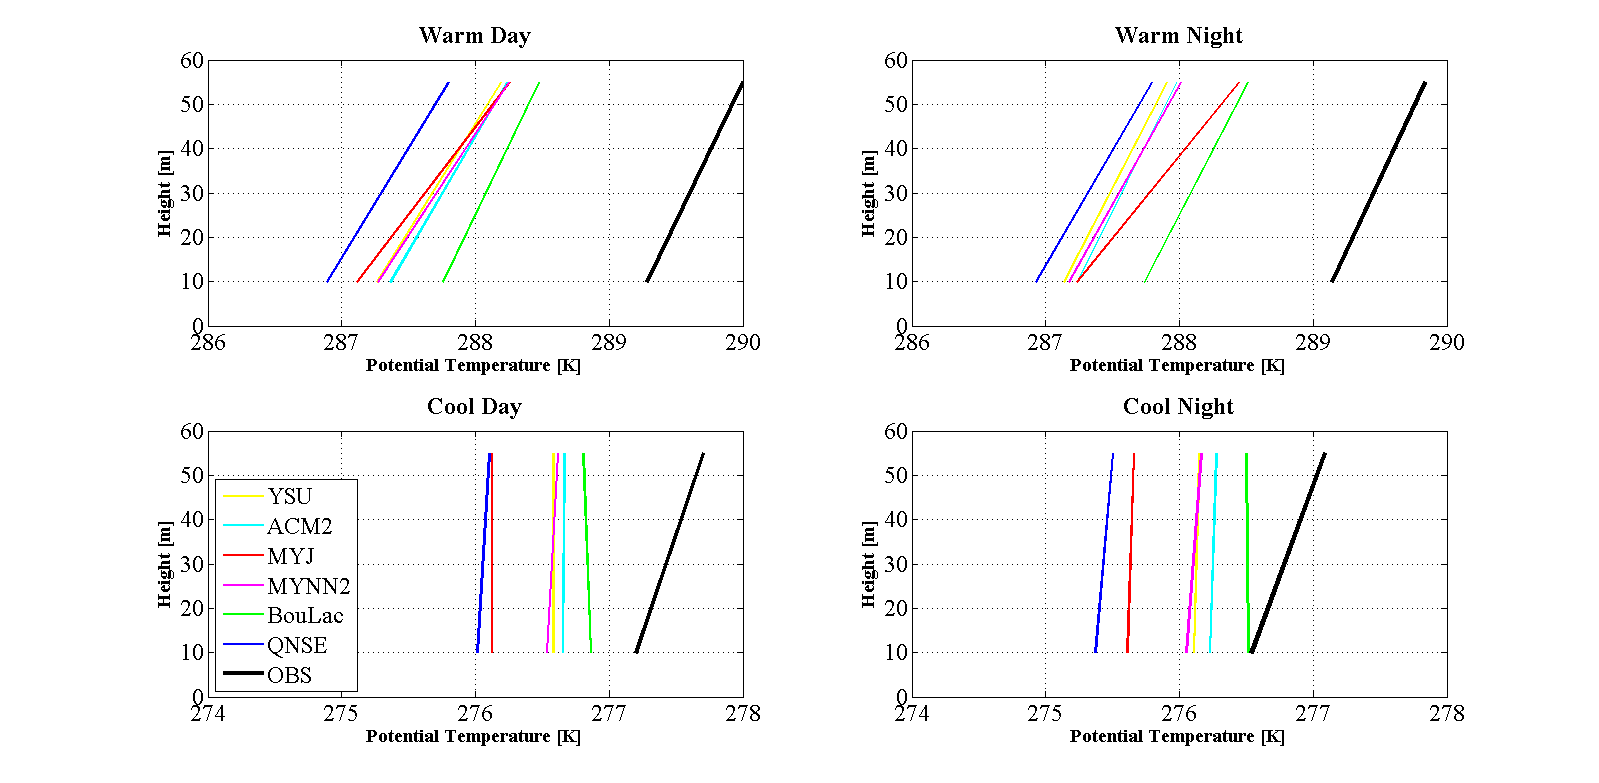 Warm Day
60
50
40
30
20
10
0
Height [m]
286 287 288 289 290
Potential Temperature [K]
Warm Night
60
50
40
30
20
10
0
Height [m]
286 287 288 289 290
Potential Temperature [K]
Cool Day
60
50
40
30
20
10
0
Height [m]
YSU
ACM2
MYJ
MYNN2
BouLac
QNSE
OBS
274 275 276 277 278
Potential Temperature [K]
Cool Night
60
50
40
30
20
10
0
Height [m]
274 275 276 277 278
Potential Temperature [K]